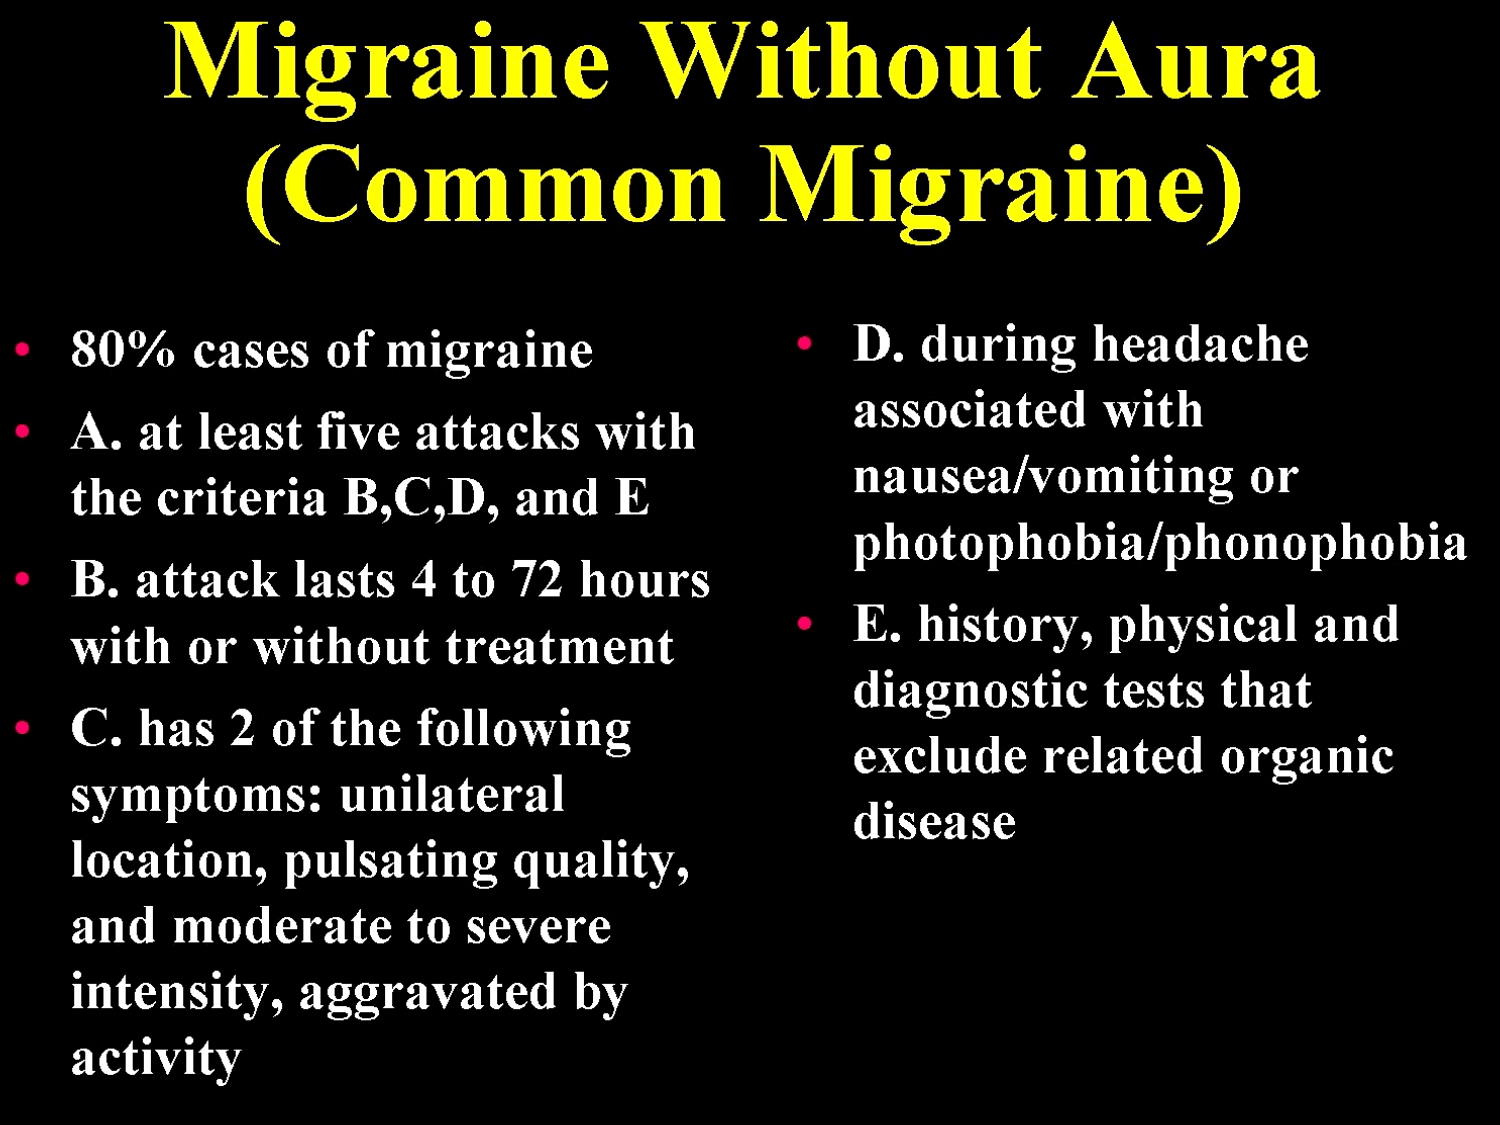 Migraine Without Aura
(Common Migraine)
• 80% cases of migraine
• A. at least five attacks with
the criteria B,C,D, and E
• B. attack lasts 4 to 72 hours
with or without treatment
• C. has 2 of the following
symptoms: unilateral
location, pulsating quality,
and moderate to severe
intensity, aggravated by
activity
• D. during headache
associated with
nausea/vomiting or
photophobia/phonophobia
• E. history, physical and
diagnostic tests that
exclude related organic
disease